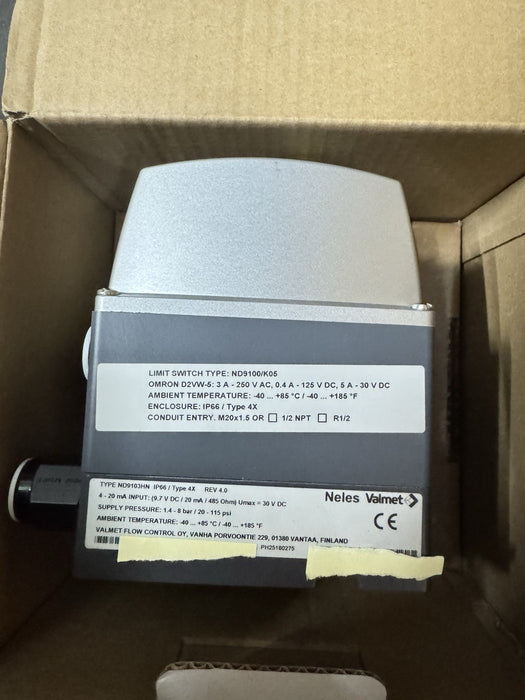 LIMIT SWITCH TYPE: ND9100/K05
OMRON D2VW-5: 3 A - 250 V AC, 0.4 A - 125 V DC, 5 A - 30 V DC
AMBIENT TEMPERATURE: -40 ... +85 °C / -40 ... +185 °F
ENCLOSURE: IP66 / Type 4X
CONDUIT ENTRY: M20x1.5 OR ☐ 1/2 NPT ☐ R1/2
TYPE ND9103HN IP66 / Type 4X REV 4.0
4 - 20 mA INPUT: (9.7 V DC / 20 mA / 485 Ohm) Umax = 30 V DC
SUPPLY PRESSURE: 1.4 - 8 bar / 20 - 115 psi
AMBIENT TEMPERATURE: -40 ... +85 °C / -40 ... +185 °F
VALMET FLOW CONTROL OY, VANHA PORVOONTIE 229, 01380 VANTAA, FINLAND
Neles Valmet
CE
PH25180275